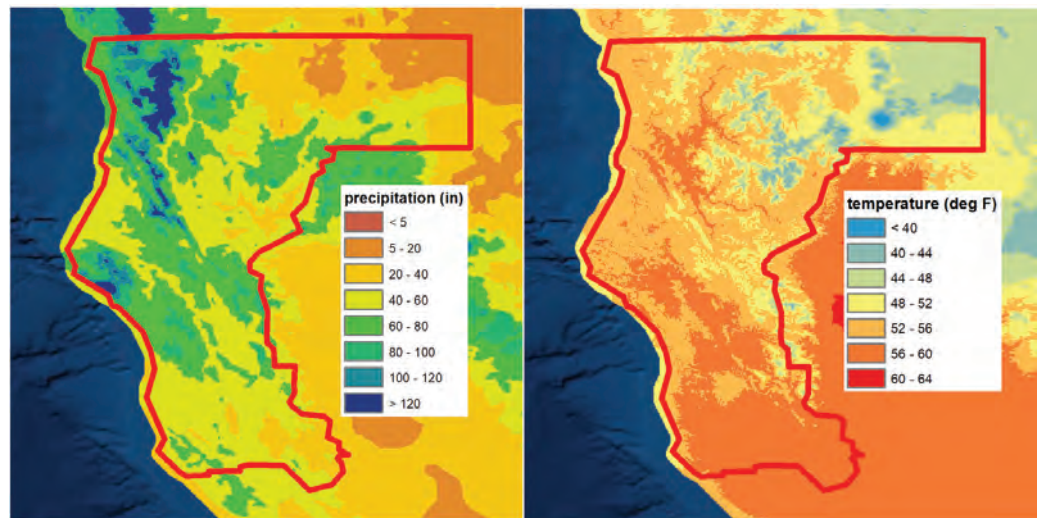 precipitation (in)
< 5
5 - 20
20 - 40
40 - 60
60 - 80
80 - 100
100 - 120
> 120
temperature (deg F)
< 40
40 - 44
44 - 48
48 - 52
52 - 56
56 - 60
60 - 64